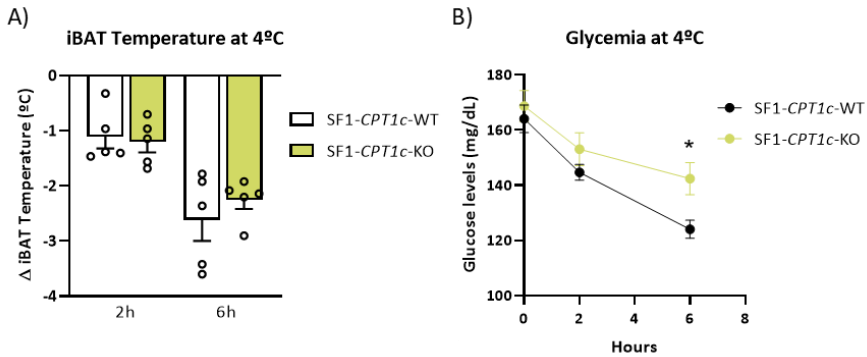 A)
iBAT Temperature at 4ºC
Δ iBAT Temperature (ºC)
0
-1
-2
-3
-4
2h
6h
SF1-CPT1c-WT
SF1-CPT1c-KO
B)
Glycemia at 4ºC
Glucose levels (mg/dL)
180
160
140
120
100
0
2
4
6
8
Hours
*
SF1-CPT1c-WT
SF1-CPT1c-KO